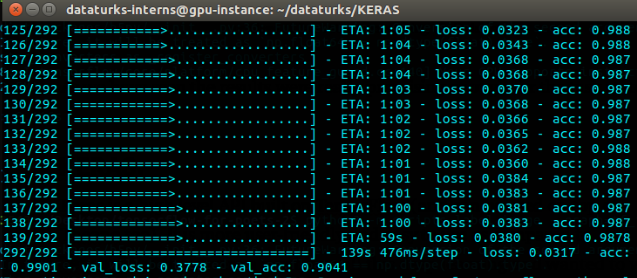 dataturks-interns@gpu-instance: ~/dataturks/KERAS
125/292 [============>...................] - ETA: 1:05 - loss: 0.0323 - acc: 0.988
126/292 [============>...................] - ETA: 1:04 - loss: 0.0343 - acc: 0.988
127/292 [============>...................] - ETA: 1:04 - loss: 0.0368 - acc: 0.987
128/292 [============>...................] - ETA: 1:04 - loss: 0.0368 - acc: 0.987
129/292 [============>...................] - ETA: 1:03 - loss: 0.0370 - acc: 0.987
130/292 [============>...................] - ETA: 1:03 - loss: 0.0368 - acc: 0.987
131/292 [============>...................] - ETA: 1:02 - loss: 0.0366 - acc: 0.987
132/292 [============>...................] - ETA: 1:02 - loss: 0.0365 - acc: 0.987
133/292 [============>...................] - ETA: 1:02 - loss: 0.0362 - acc: 0.988
134/292 [============>...................] - ETA: 1:01 - loss: 0.0360 - acc: 0.988
135/292 [============>...................] - ETA: 1:01 - loss: 0.0384 - acc: 0.987
136/292 [============>...................] - ETA: 1:01 - loss: 0.0383 - acc: 0.987
137/292 [=============>..................] - ETA: 1:00 - loss: 0.0381 - acc: 0.987
138/292 [=============>..................] - ETA: 1:00 - loss: 0.0383 - acc: 0.987
139/292 [=============>..................] - ETA: 59s - loss: 0.0380 - acc: 0.9878
292/292 [==============================] - 139s 476ms/step - loss: 0.0317 - acc:
0.9901 - val_loss: 0.3778 - val_acc: 0.9041